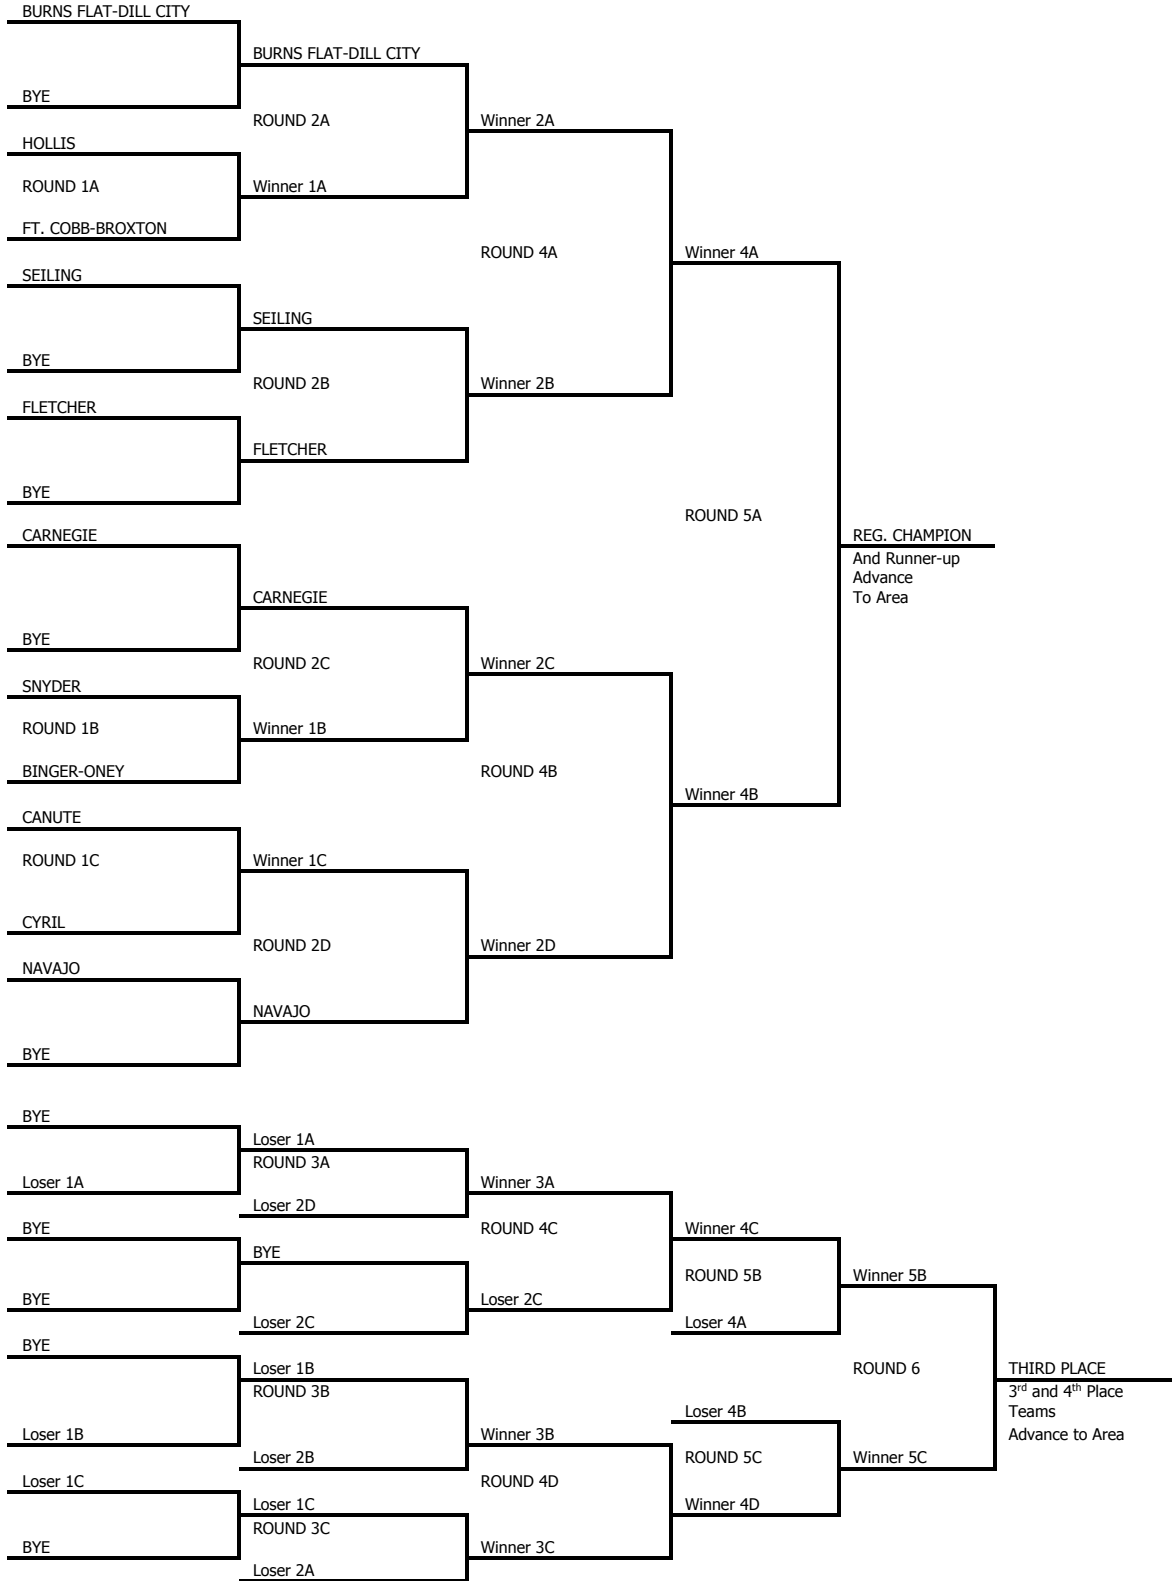 BURNS FLAT-DILL CITY
BURNS FLAT-DILL CITY
BYE
ROUND 2A
Winner 2A
HOLLIS
ROUND 1A
Winner 1A
FT. COBB-BROXTON
ROUND 4A
Winner 4A
SEILING
SEILING
BYE
ROUND 2B
Winner 2B
FLETCHER
FLETCHER
BYE
ROUND 5A
CARNEGIE
REG. CHAMPION
And Runner-up
Advance
To Area
CARNEGIE
BYE
ROUND 2C
Winner 2C
SNYDER
ROUND 1B
Winner 1B
BINGER-ONEY
ROUND 4B
Winner 4B
CANUTE
ROUND 1C
Winner 1C
CYRIL
ROUND 2D
Winner 2D
NAVAJO
NAVAJO
BYE
BYE
Loser 1A
ROUND 3A
Loser 1A
Winner 3A
Loser 2D
BYE
ROUND 4C
Winner 4C
BYE
ROUND 5B
Winner 5B
BYE
Loser 2C
Loser 2C
Loser 4A
BYE
Loser 1B
ROUND 6
THIRD PLACE
ROUND 3B
3rd and 4th Place
Teams
Loser 4B
Loser 1B
Winner 3B
Advance to Area
Loser 2B
ROUND 5C
Winner 5C
Loser 1C
ROUND 4D
Loser 1C
Winner 4D
ROUND 3C
BYE
Winner 3C
Loser 2A